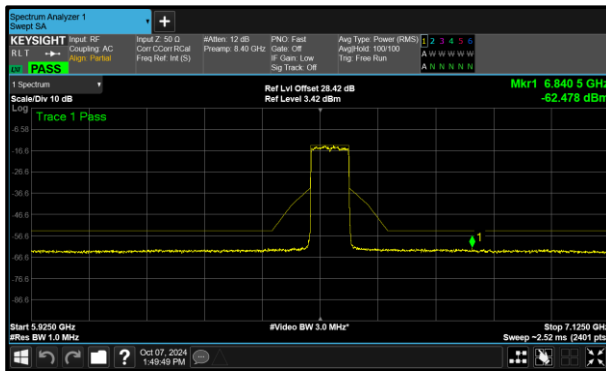 Spectrum Analyzer 1
Swept SA
KEYSIGHT
RLT
PASS
Input: RF
Coupling: AC
Align: Partial
Input Z: 50 Ω
Corr CCorr RCal
Freq Ref: Int (S)
#Atten: 12 dB
Preamp: 8.40 GHz
PNO: Fast
Gate: Off
IF Gain: Low
Sig Track: Off
Avg Type: Power (RMS)
Avg|Hold: 100/100
Trig: Free Run
1 2 3 4 5 6
A W W W W W
A N N N N N
1 Spectrum
Scale/Div 10 dB
Ref Lvl Offset 28.42 dB
Ref Level 3.42 dBm
Mkr1 6.840 5 GHz
-62.478 dBm
Log
Trace 1 Pass
-6.58
-16.6
-26.6
-36.6
-46.6
-56.6
-66.6
-76.6
-86.6
1
Start 5.9250 GHz
#Res BW 1.0 MHz
#Video BW 3.0 MHz*
Stop 7.1250 GHz
Sweep ~2.52 ms (2401 pts)
?
Oct 07, 2024
1:49:49 PM